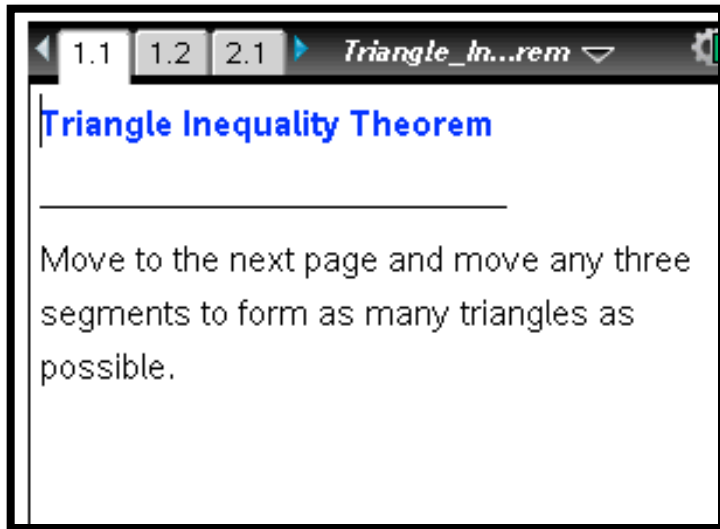 1.1 1.2 2.1 Triangle_In...rem
Triangle Inequality Theorem
Move to the next page and move any three
segments to form as many triangles as
possible.